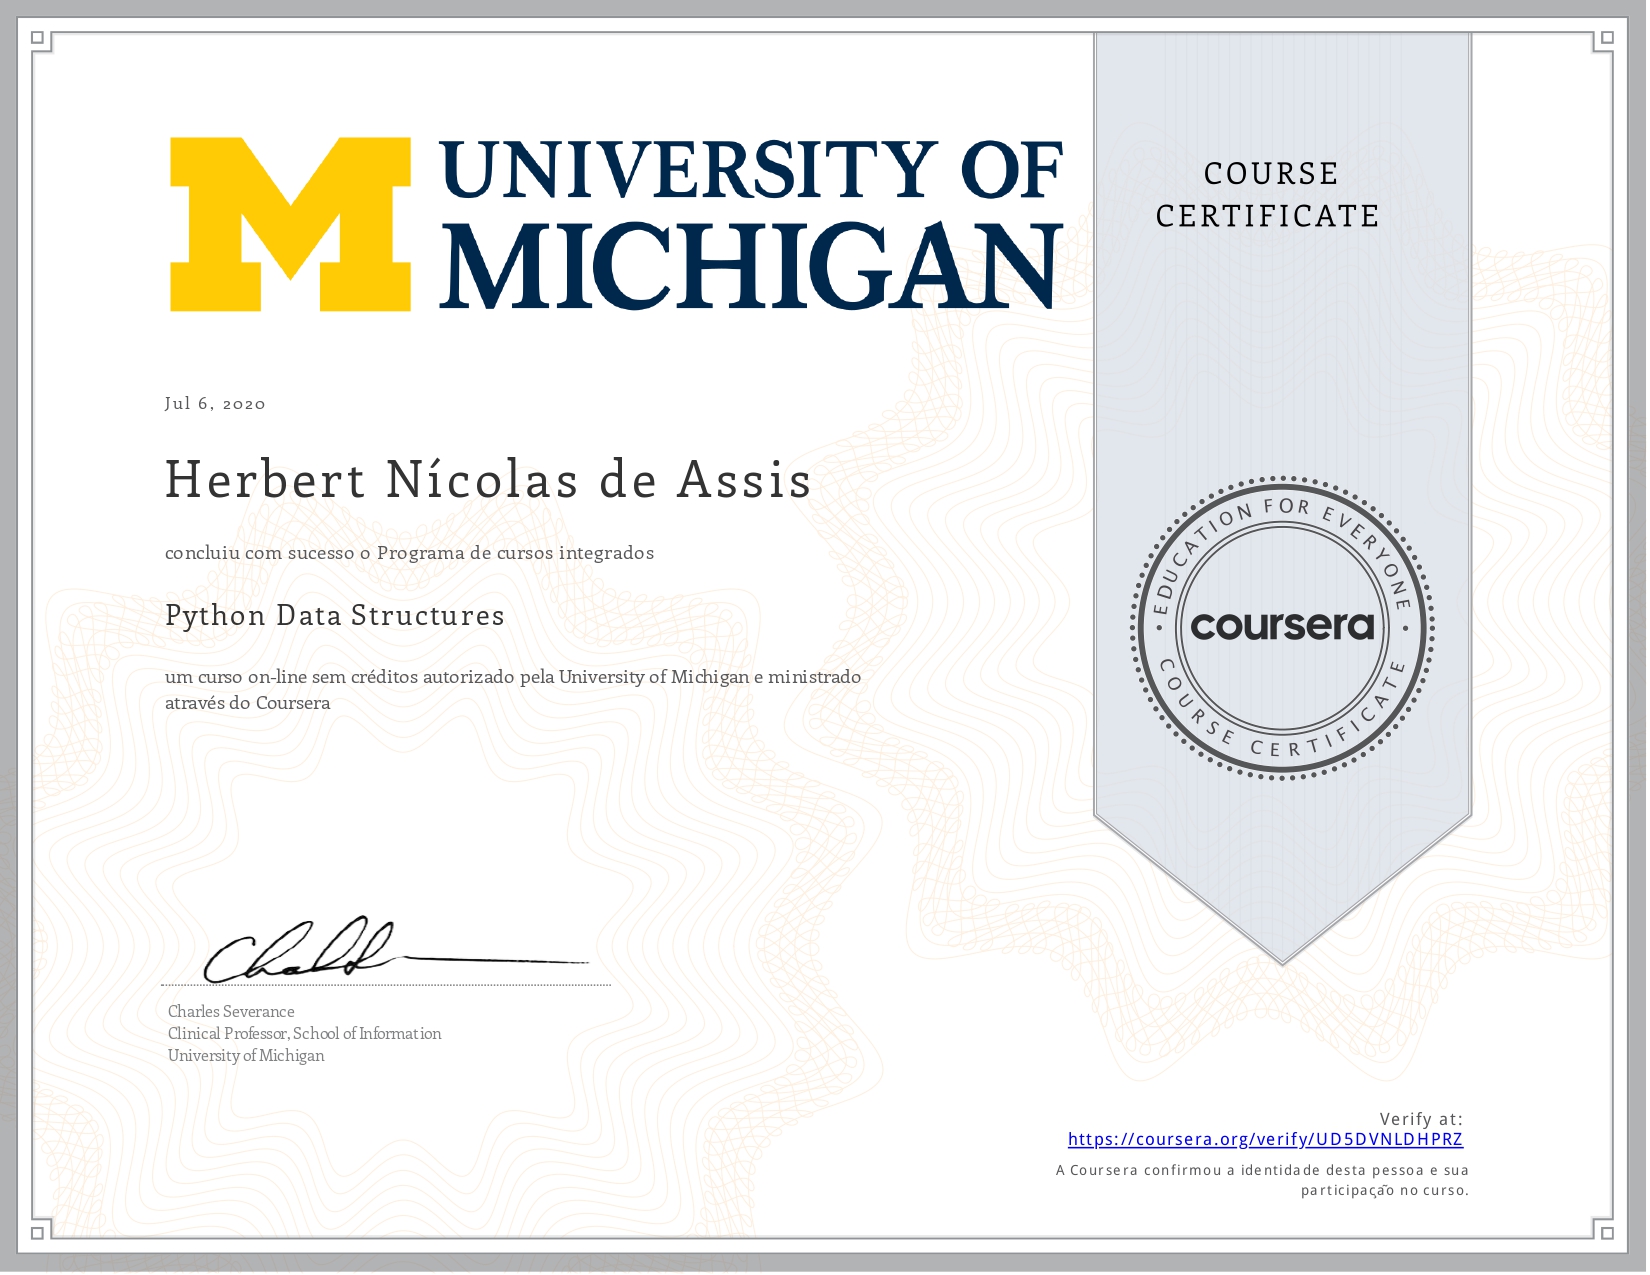 UNIVERSITY OF
MICHIGAN
COURSE
CERTIFICATE
Jul 6, 2020
Herbert Nícolas de Assis
concluiu com sucesso o Programa de cursos integrados
Python Data Structures
um curso on-line sem créditos autorizado pela University of Michigan e ministrado
através do Coursera
EDUCATION FOR EVERYONE
coursera
COURSE CERTIFICATE
Charles Severance
Clinical Professor, School of Information
University of Michigan
Verify at:
https://coursera.org/verify/UD5DVNLDHPRZ
A Coursera confirmou a identidade desta pessoa e sua
participação no curso.